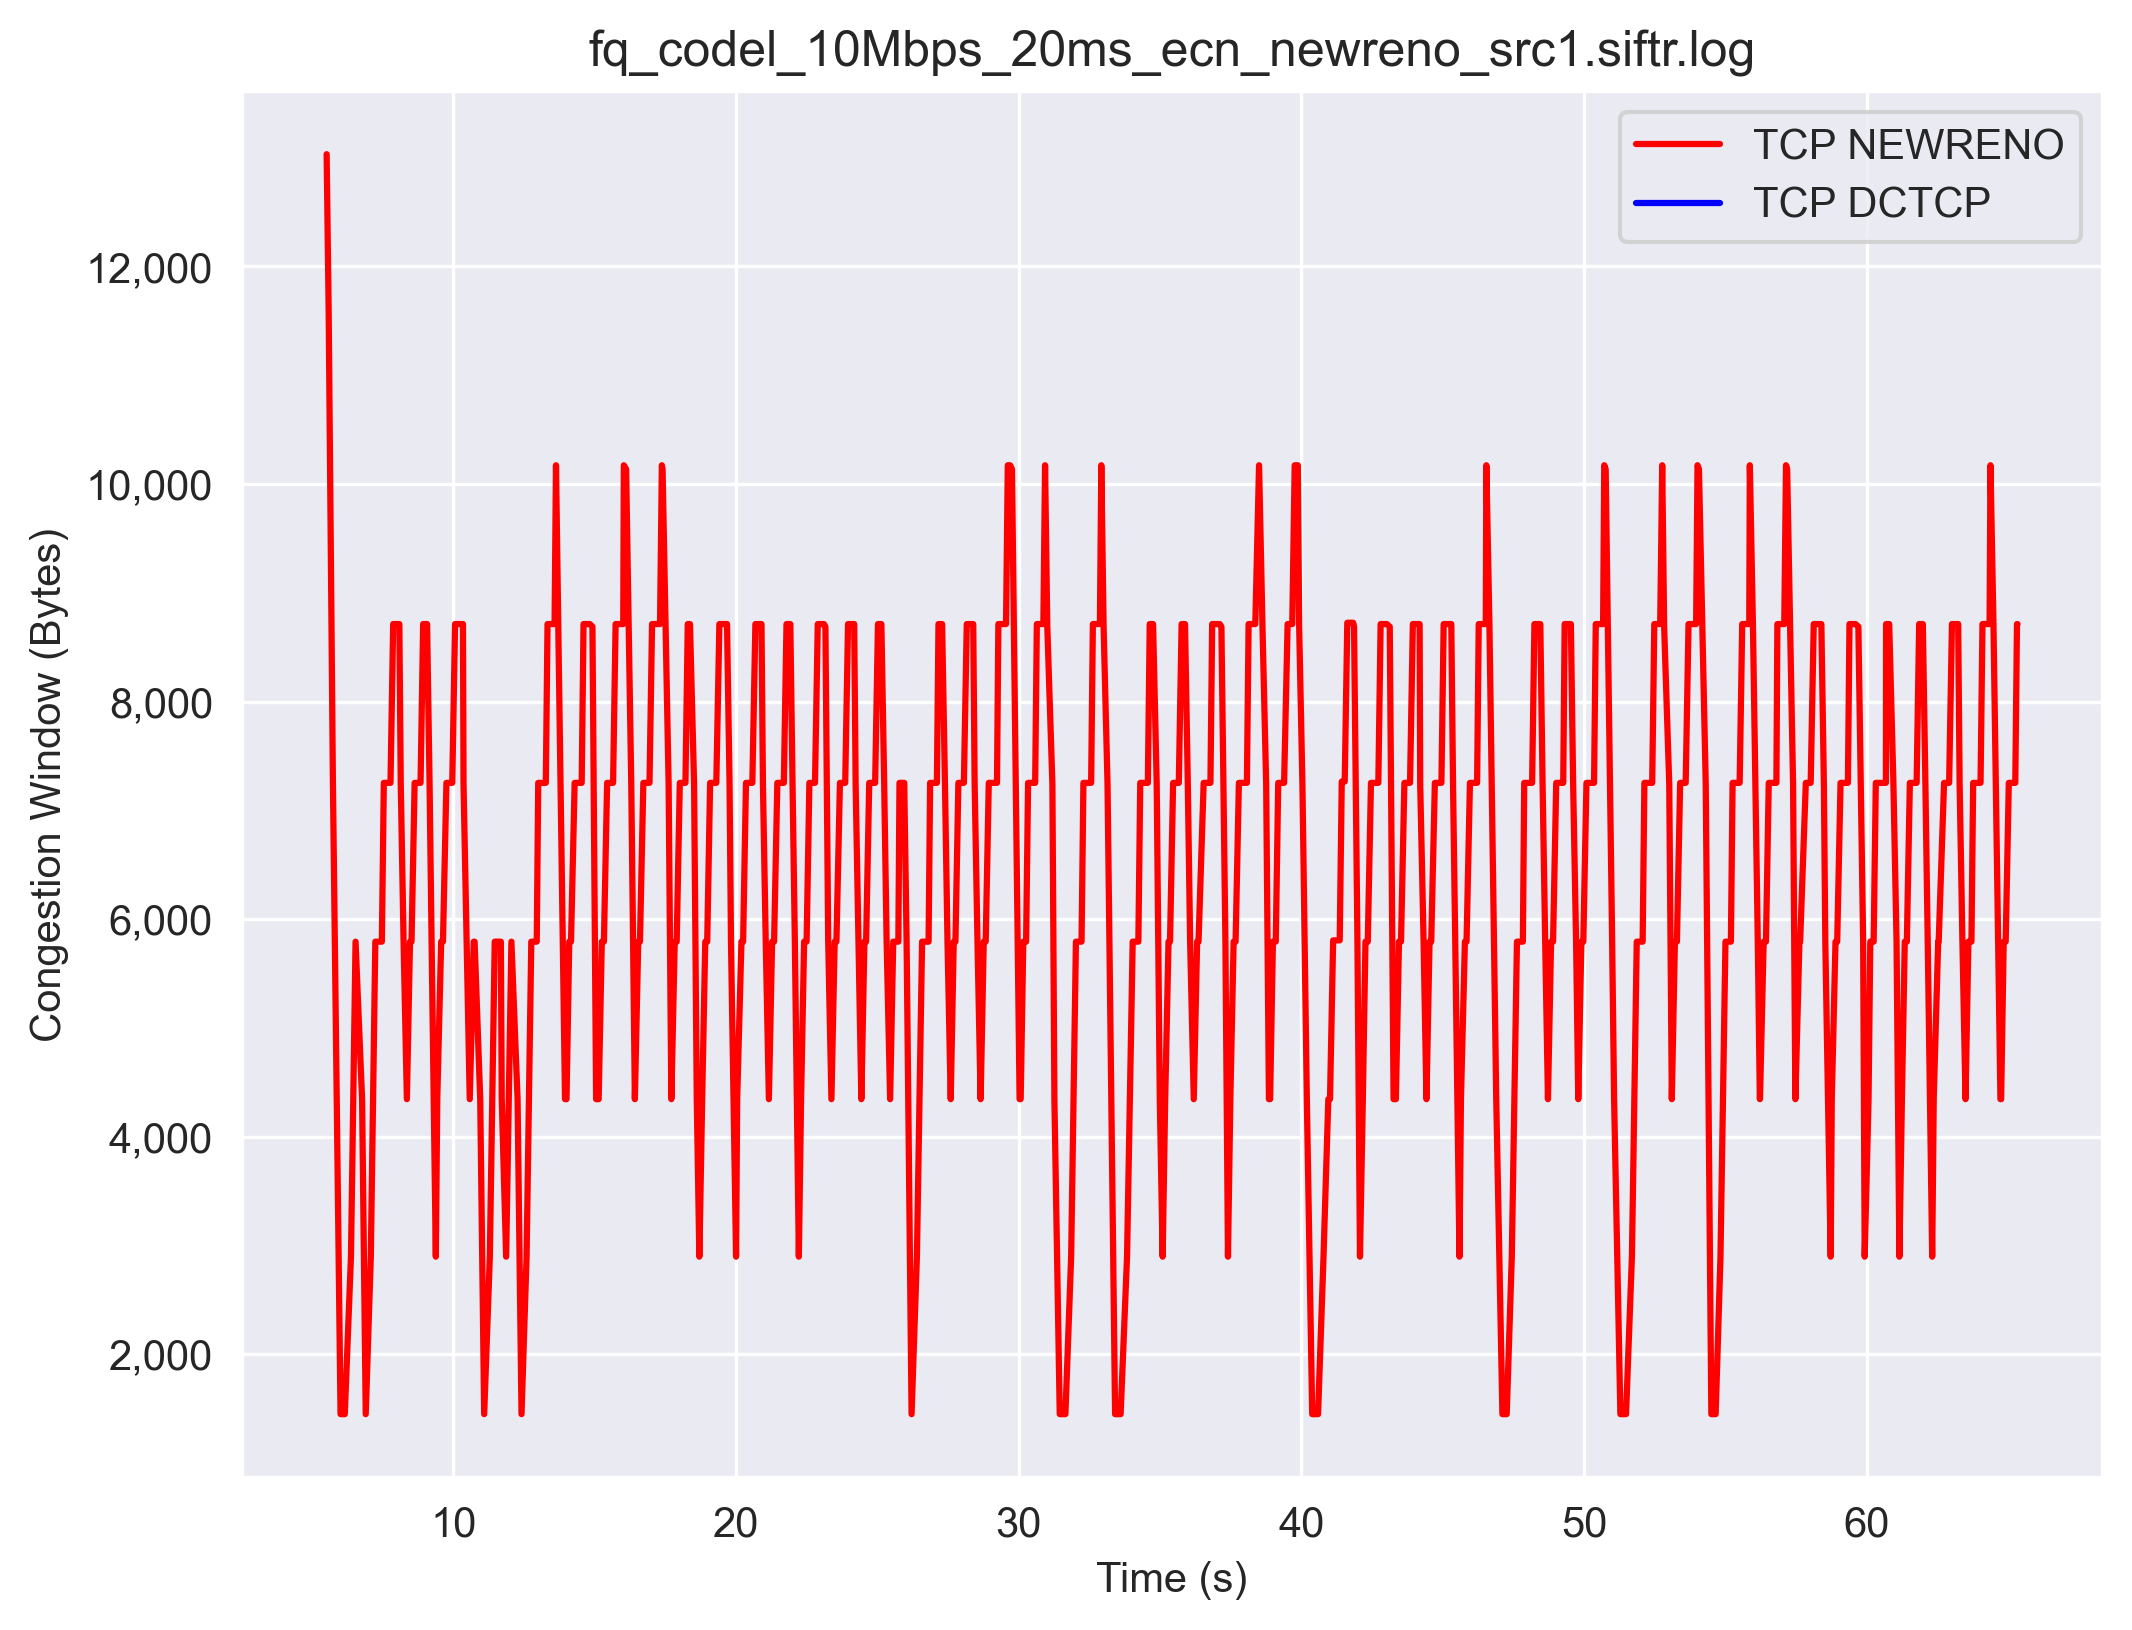 fq_codel_10Mbps_20ms_ecn_newreno_src1.siftr.log
TCP NEWRENO
TCP DCTCP
Congestion Window (Bytes)
12,000
10,000
8,000
6,000
4,000
2,000
10 20 30 40 50 60
Time (s)